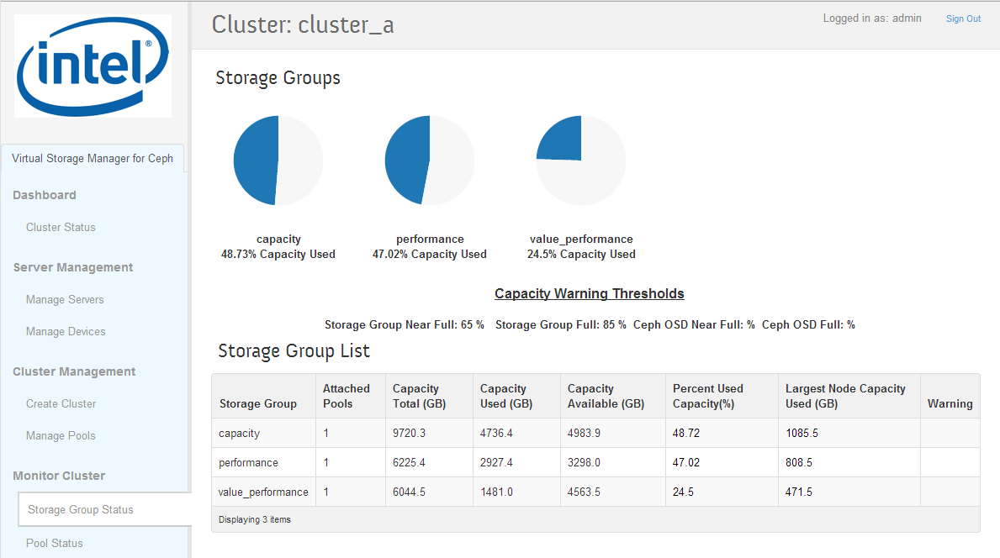 intel®
Cluster: cluster_a
Logged in as: admin
Sign Out
Virtual Storage Manager for Ceph
Dashboard
Cluster Status
Server Management
Manage Servers
Manage Devices
Cluster Management
Create Cluster
Manage Pools
Monitor Cluster
Storage Group Status
Pool Status
Storage Groups
capacity
48.73% Capacity Used
performance
47.02% Capacity Used
value_performance
24.5% Capacity Used
Capacity Warning Thresholds
Storage Group Near Full: 65 % Storage Group Full: 85 % Ceph OSD Near Full: % Ceph OSD Full: %
Storage Group List
Storage Group
Attached
Pools
Capacity
Total (GB)
Capacity
Used (GB)
Capacity
Available (GB)
Percent Used
Capacity(%)
Largest Node Capacity
Used (GB)
Warning
capacity 1 9720.3 4736.4 4983.9 48.72 1085.5
performance 1 6225.4 2927.4 3298.0 47.02 808.5
value_performance 1 6044.5 1481.0 4563.5 24.5 471.5
Displaying 3 items